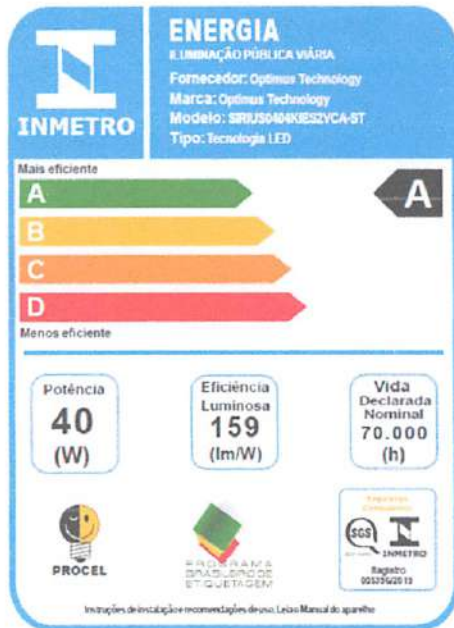 INMETRO
ENERGIA
ILUMINAÇÃO PÚBLICA VIÁRIA
Fornecedor: Optimus Technology
Marca: Optimus Technology
Modelo:
Tipo: Tecnologia LED
Mais eficiente
A
A
B
C
D
Menos eficiente
Potência
40
(W)
Eficiência
Luminosa
159
(lm/W)
Vida
Declarada
Nominal
70.000
(h)
PROCEL
PROGRAMA
BRASILEIRO DE
ETIQUETAGEM
SGS
INMETRO
Registro
Instruções de instalação e recomendações de uso. Leia o Manual do aparelho